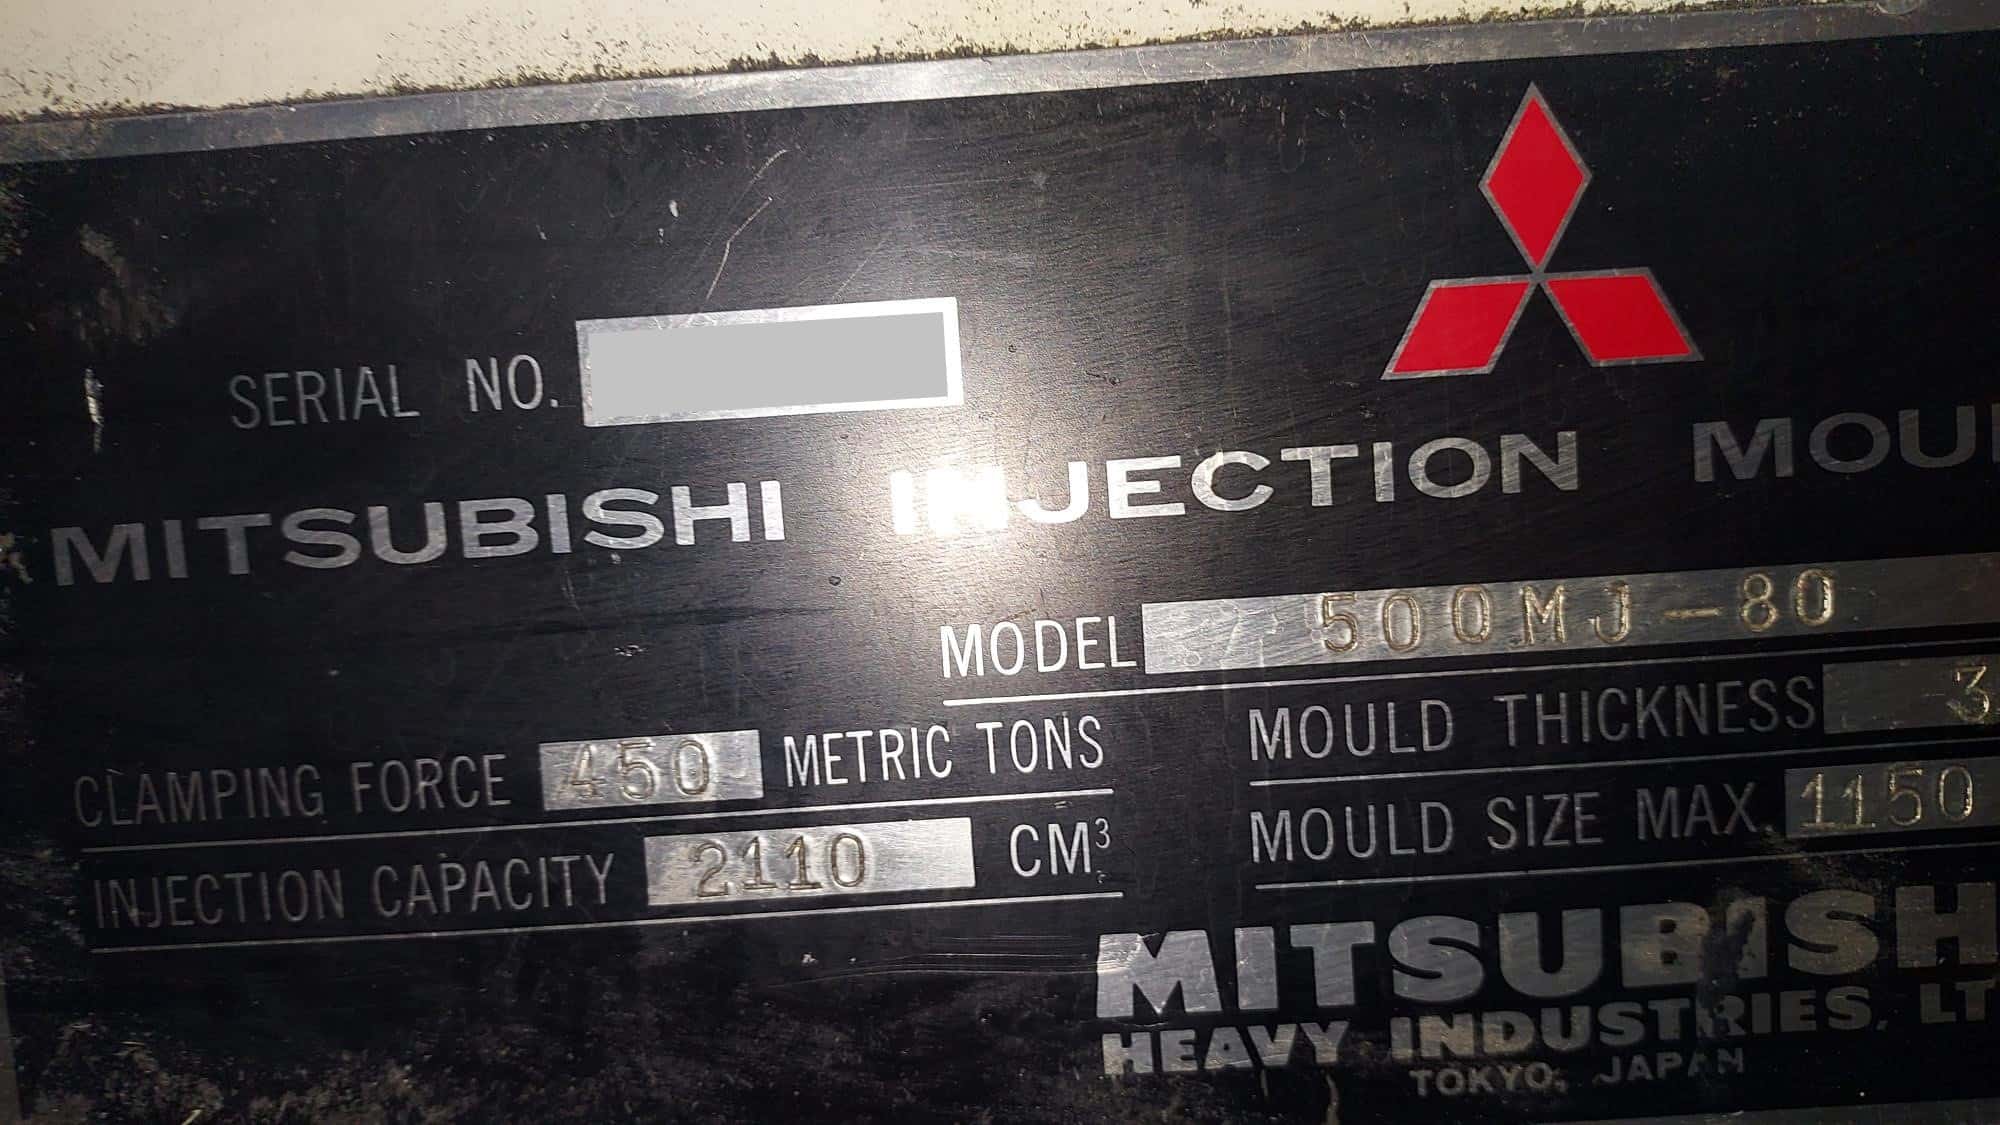 SERIAL NO.
MITSUBISHI INJECTION MOU
MODEL 500MJ-80
CLAMPING FORCE 450 METRIC TONS
INJECTION CAPACITY 2110 CM³
MOULD THICKNESS 3
MOULD SIZE MAX. 1150
MITSUBISH
HEAVY INDUSTRIES, LT
TOKYO, JAPAN